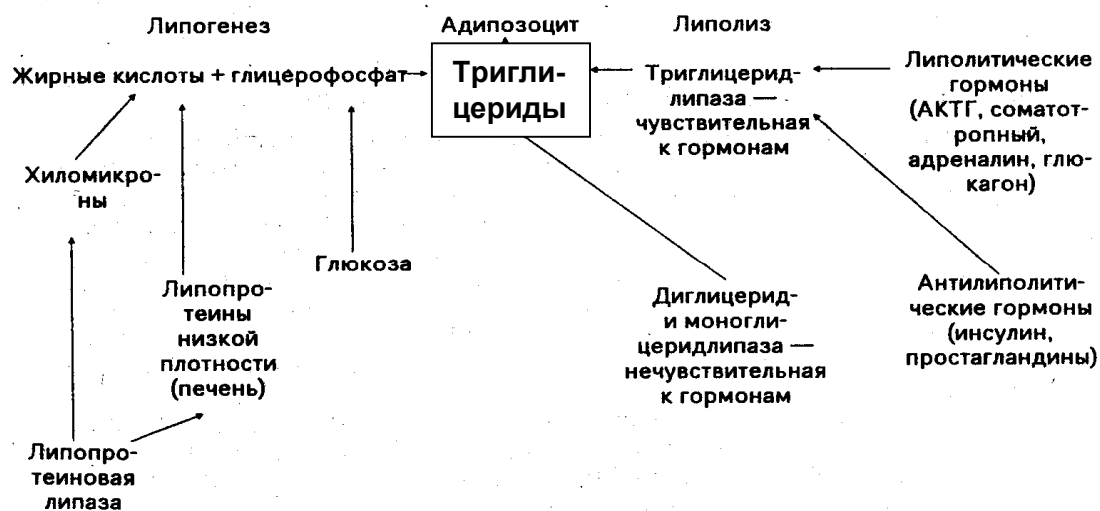 Липогенез
Адипозоцит
Липолиз
Жирные кислоты + глицерофосфат
Тригли-
цериды
Триглицерид-
липаза —
чувствительная
к гормонам
Липолитические
гормоны
(АКТГ, соматот-
ропный,
адреналин, глю-
кагон)
Хиломикро-
ны
Глюкоза
Липопро-
теины
низкой
плотности
(печень)
Диглицерид-
и моногли-
церидлипаза —
нечувствительная
к гормонам
Антилиполити-
ческие гормоны
(инсулин,
простагландины)
Липопро-
теиновая
липаза